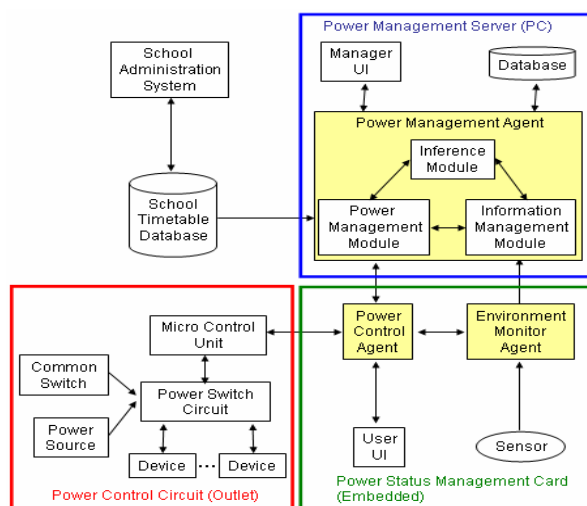 Power Management Server (PC)
School
Administration
System
Manager
UI
Database
Power Management Agent
Inference
Module
School
Timetable
Database
Power
Management
Module
Information
Management
Module
Micro Control
Unit
Power
Control
Agent
Environment
Monitor
Agent
Common
Switch
Power Switch
Circuit
Power
Source
Device
...
Device
User
UI
Sensor
Power Control Circuit (Outlet)
Power Status Management Card
(Embedded)